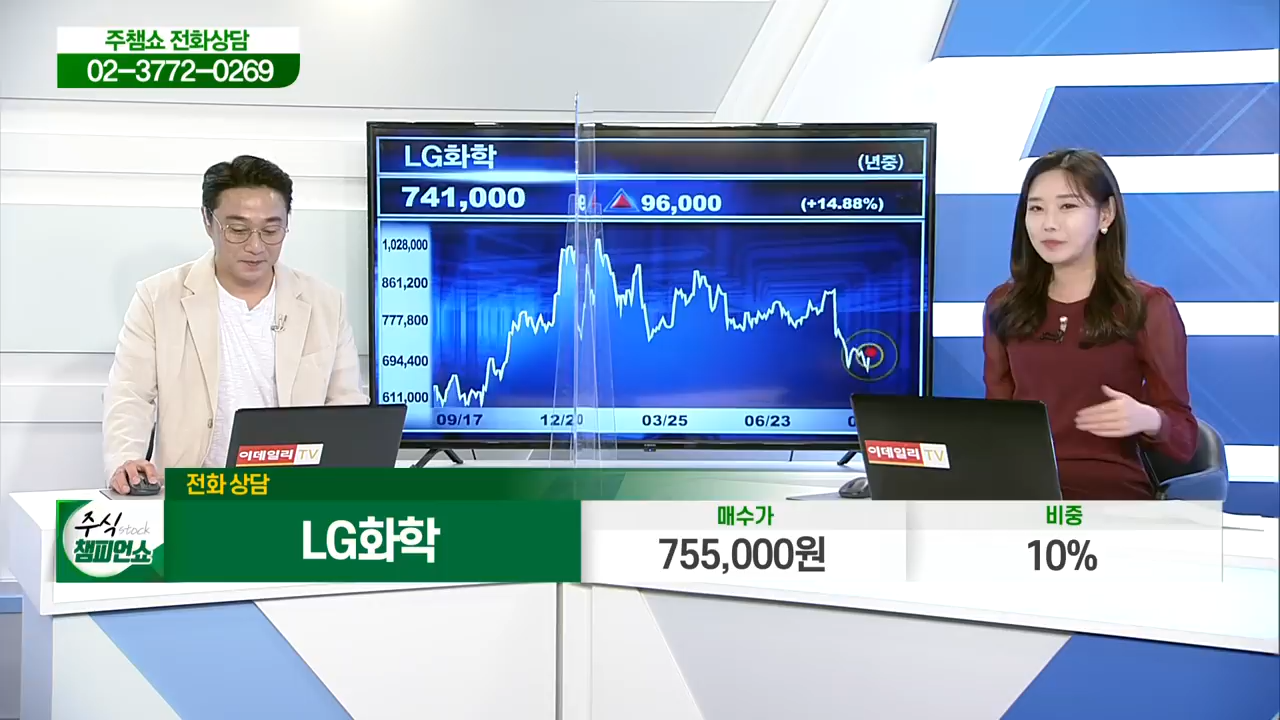 주챔쇼 전화상담
02-3772-0269
LG화학
(년중)
741,000
96,000
(+14.88%)
1,028,000
861,200
777,800
694,400
611,000
09/17
12/20
03/25
06/23
이데일리TV
이데일리TV
전화 상담
주식 stock
챔피언쇼
LG화학
매수가
755,000원
비중
10%